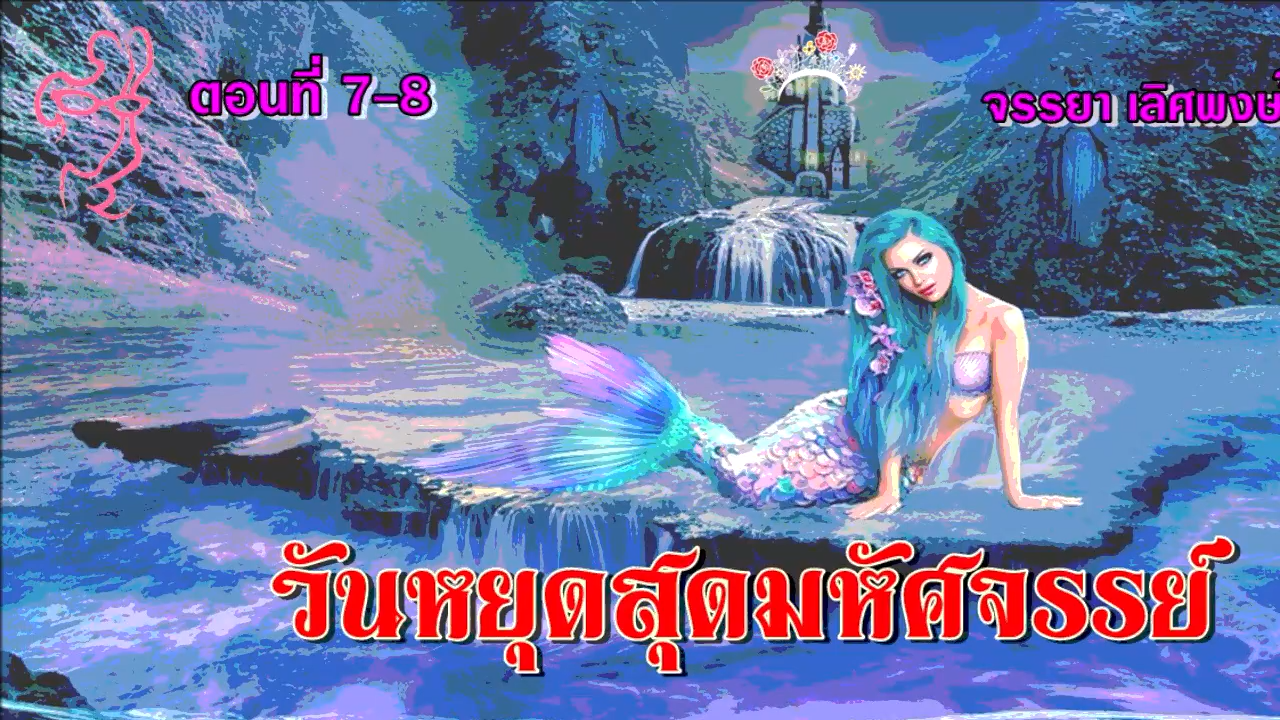 ตอนที่ 7-8
จรรยา เลิศพงษ์
วันหยุดสุดมหัศจรรย์